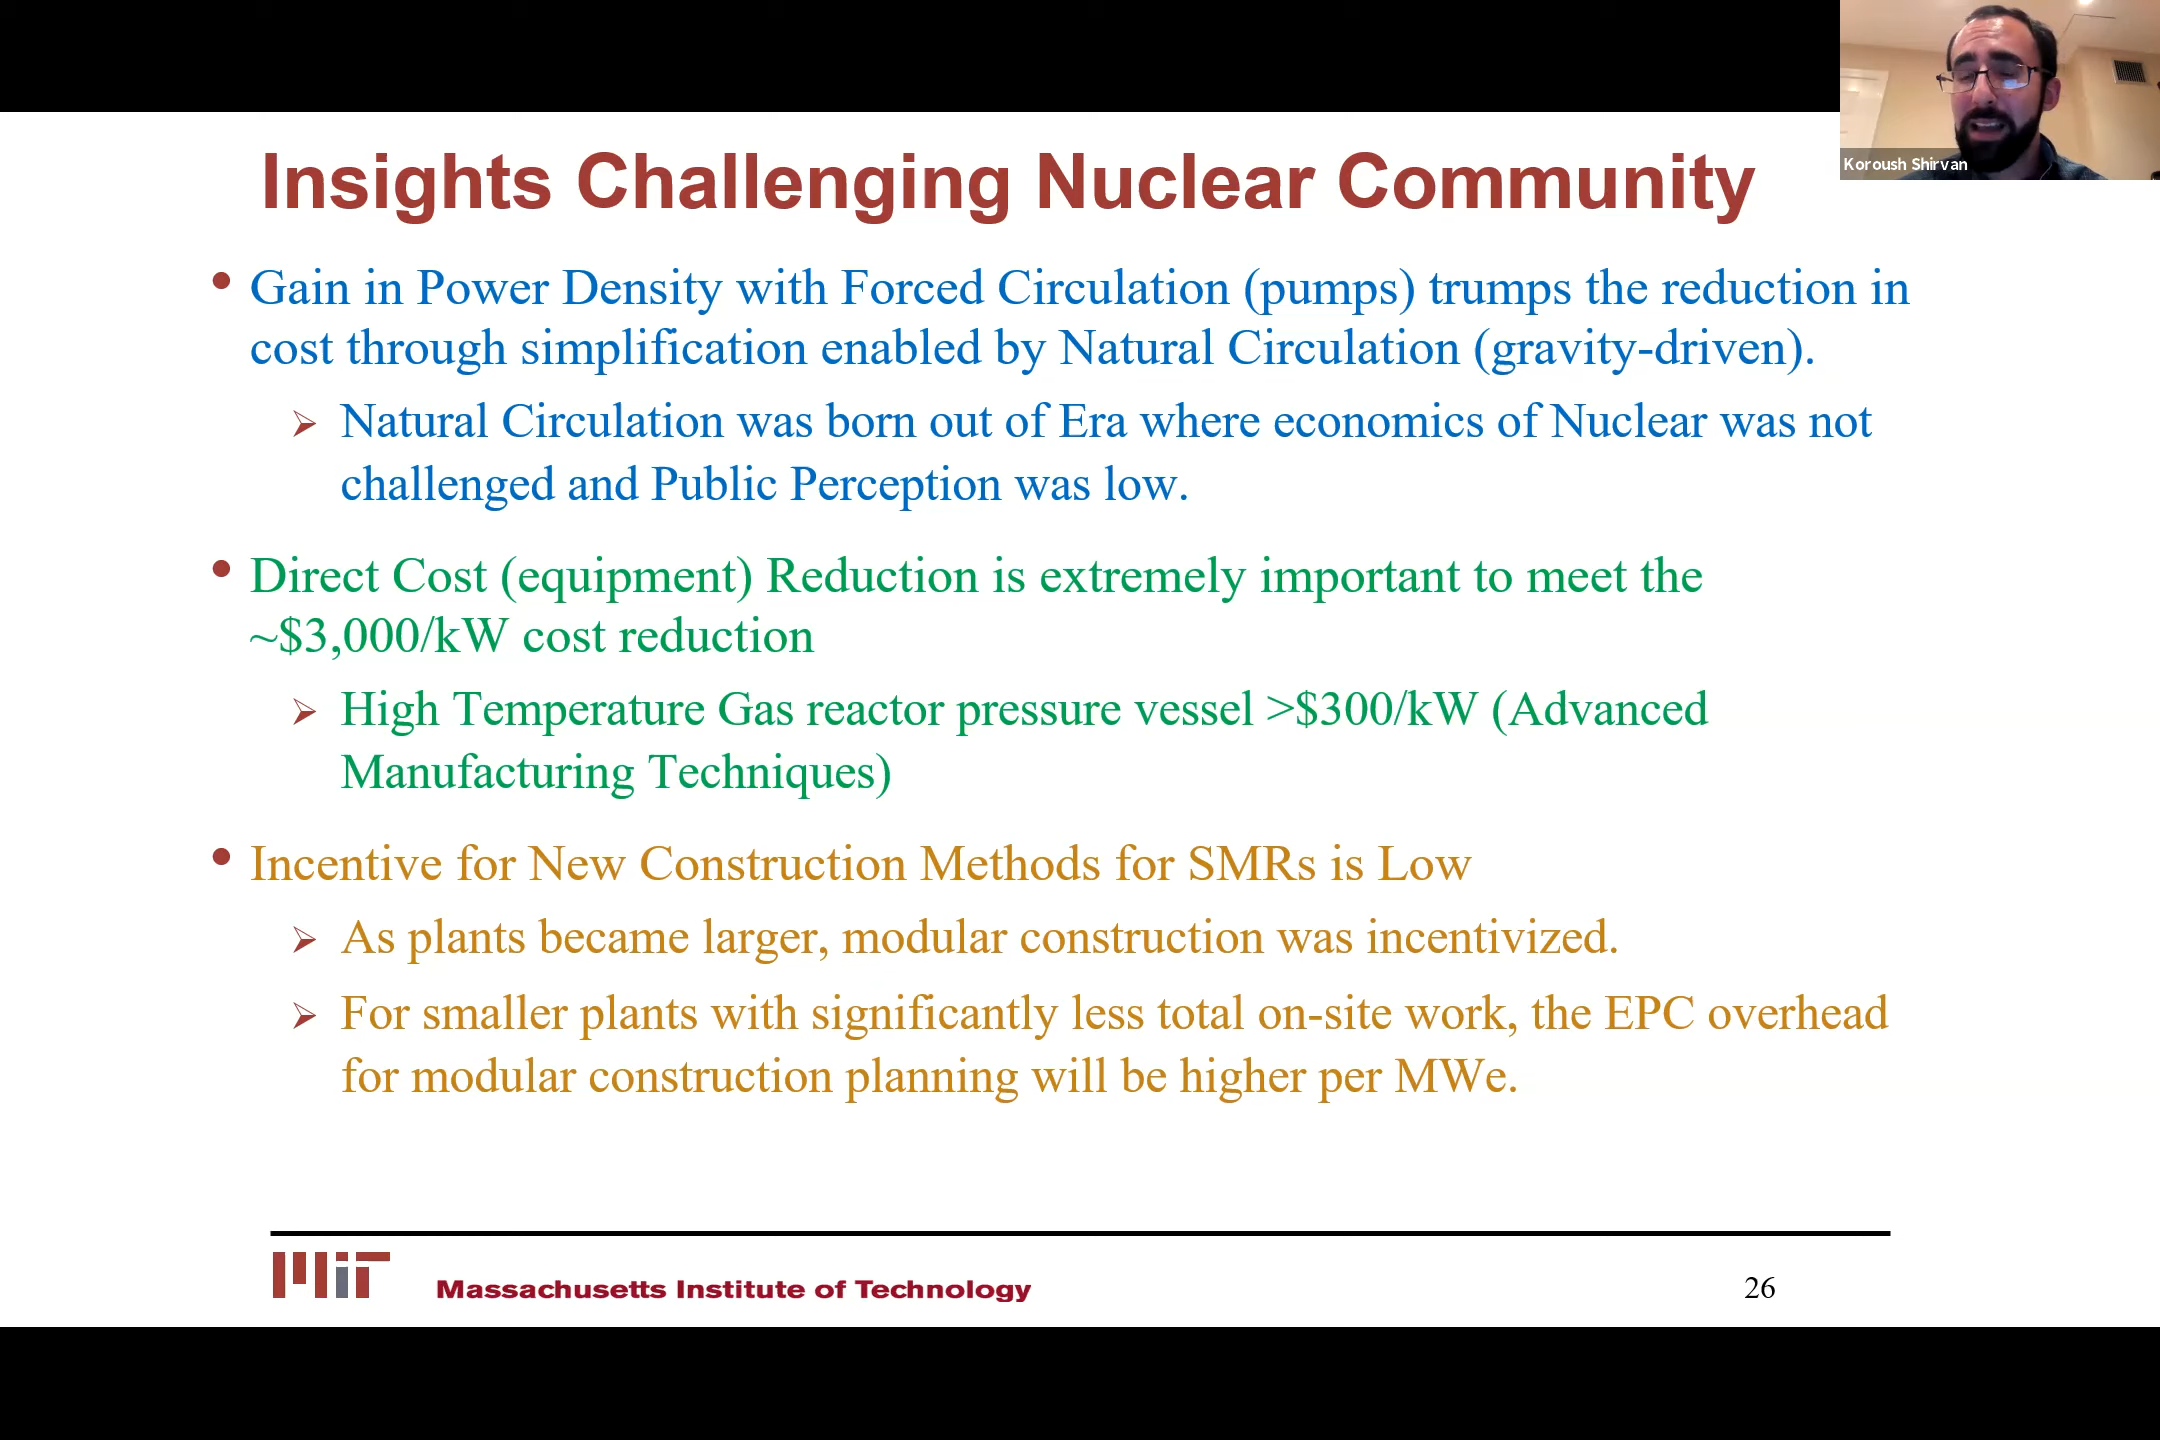 Koroush Shirvan
Insights Challenging Nuclear Community
• Gain in Power Density with Forced Circulation (pumps) trumps the reduction in
cost through simplification enabled by Natural Circulation (gravity-driven).
➢ Natural Circulation was born out of Era where economics of Nuclear was not
challenged and Public Perception was low.
• Direct Cost (equipment) Reduction is extremely important to meet the
~$3,000/kW cost reduction
➢ High Temperature Gas reactor pressure vessel >$300/kW (Advanced
Manufacturing Techniques)
• Incentive for New Construction Methods for SMRs is Low
➢ As plants became larger, modular construction was incentivized.
➢ For smaller plants with significantly less total on-site work, the EPC overhead
for modular construction planning will be higher per MWe.
MIT
Massachusetts Institute of Technology
26